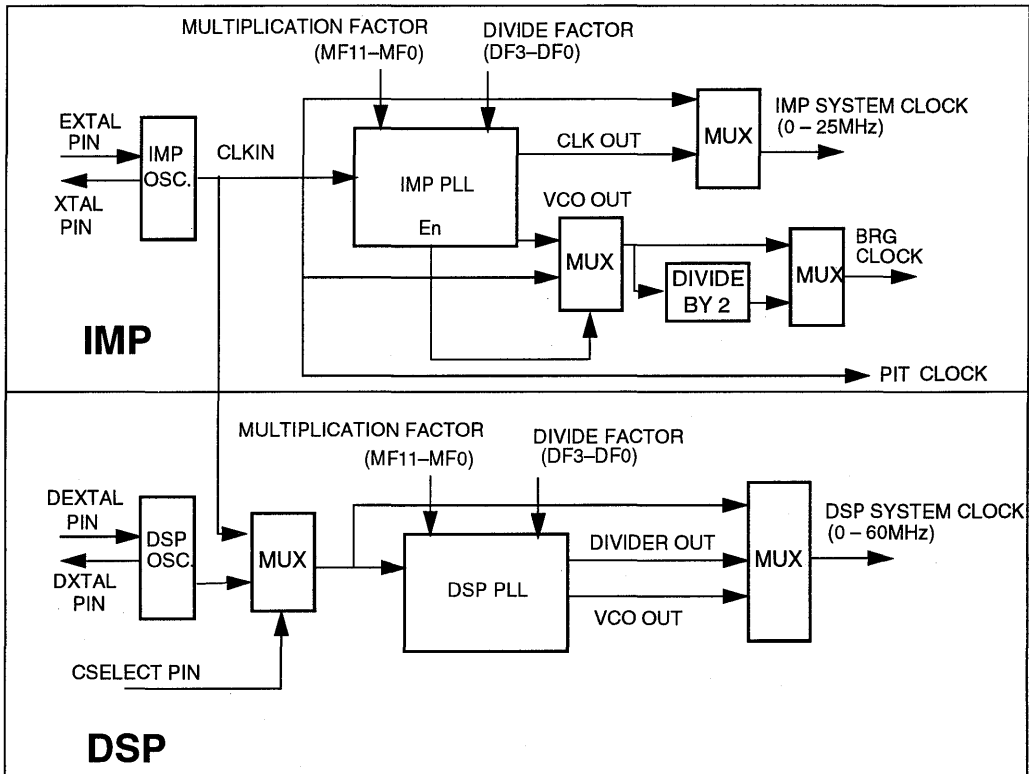 MULTIPLICATION FACTOR
(MF11–MF0)
DIVIDE FACTOR
(DF3–DF0)
EXTAL
PIN
XTAL
PIN
IMP
OSC.
CLKIN
IMP PLL
En
CLK OUT
VCO OUT
MUX
IMP SYSTEM CLOCK
(0 – 25MHz)
MUX
DIVIDE
BY 2
MUX
BRG
CLOCK
PIT CLOCK
IMP
MULTIPLICATION FACTOR
(MF11–MF0)
DIVIDE FACTOR
(DF3–DF0)
DEXTAL
PIN
DXTAL
PIN
DSP
OSC.
MUX
CSELECT PIN
DSP PLL
DIVIDER OUT
VCO OUT
MUX
DSP SYSTEM CLOCK
(0 – 60MHz)
DSP